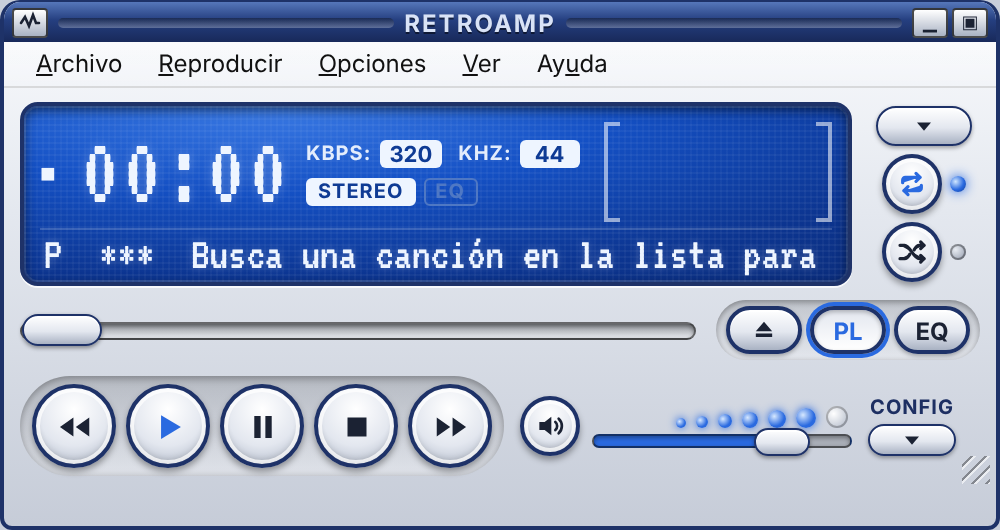 RETROAMP
Archivo Reproducir Opciones Ver Ayuda
00:00
KBPS: 320 KHZ: 44
STEREO EQ
P *** Busca una canción en la lista para
PL EQ
CONFIG